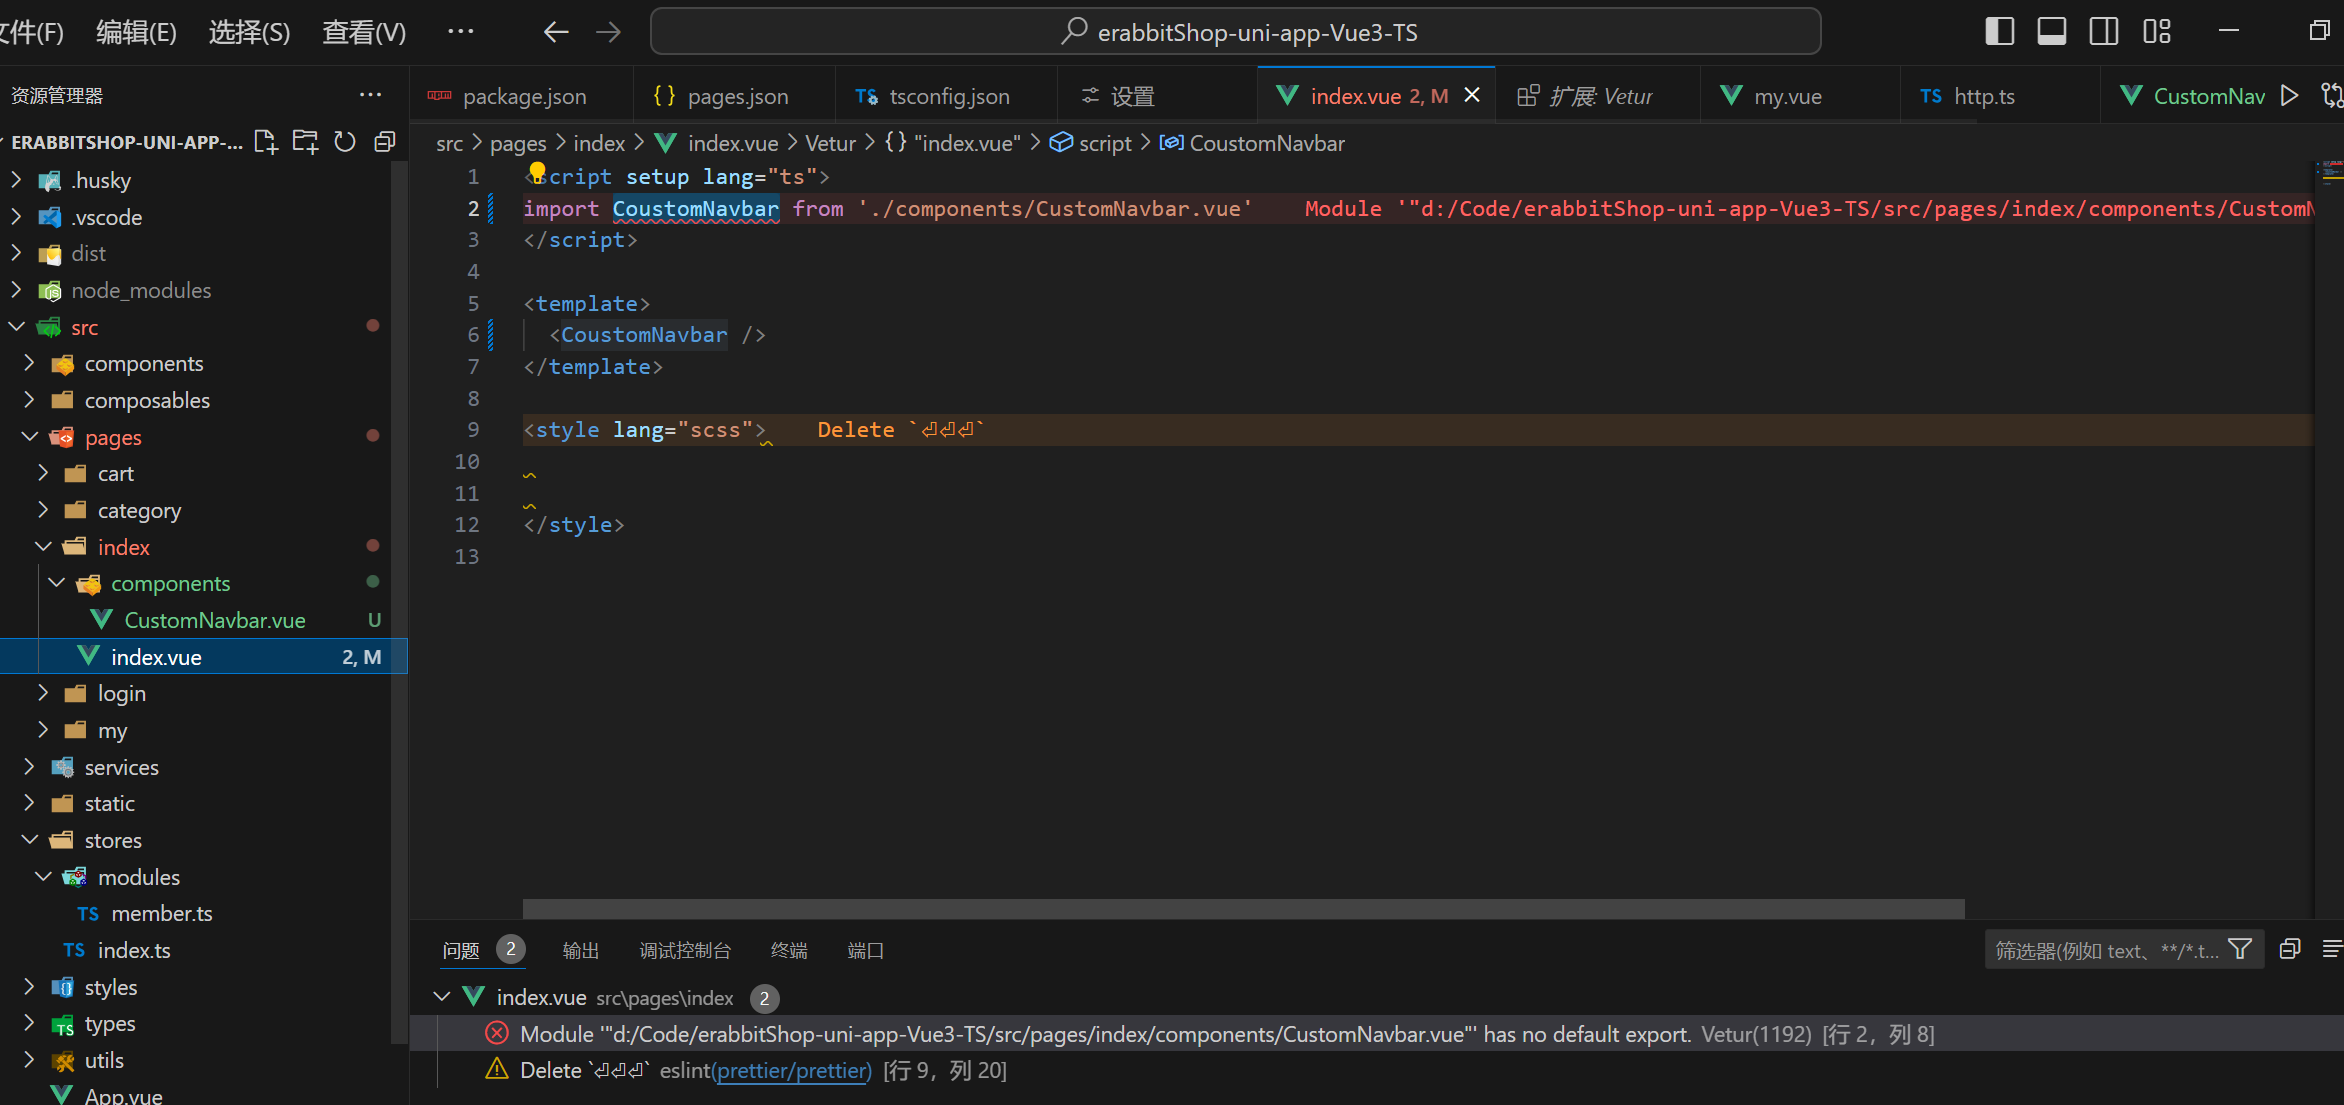 文件(F) 编辑(E) 选择(S) 查看(V) ··· erabbitShop-uni-app-Vue3-TS
资源管理器 ···
package.json pages.json TS tsconfig.json 设置 index.vue 2, M 扩展: Vetur my.vue TS http.ts CustomNav
ERABBITSHOP-UNI-APP-...
src > pages > index > index.vue > Vetur > {} "index.vue" > script > CoustomNavbar
.husky
.vscode
dist
node_modules
src
components
composables
pages
cart
category
index
components
CustomNavbar.vue U
index.vue 2, M
login
my
services
static
stores
modules
TS member.ts
TS index.ts
styles
types
utils
App.vue
1 <script setup lang="ts">
2 import CoustomNavbar from './components/CustomNavbar.vue' Module '"d:/Code/erabbitShop-uni-app-Vue3-TS/src/pages/index/components/Custom
3 </script>
4
5 <template>
6 <CoustomNavbar />
7 </template>
8
9 <style lang="scss"> Delete `⏎⏎⏎`
10
11
12 </style>
13
问题 2 输出 调试控制台 终端 端口 筛选器(例如 text、**/*.t...
index.vue src\pages\index 2
Module '"d:/Code/erabbitShop-uni-app-Vue3-TS/src/pages/index/components/CustomNavbar.vue"' has no default export. Vetur(1192) [行 2，列 8]
Delete `⏎⏎⏎` eslint(prettier/prettier) [行 9，列 20]